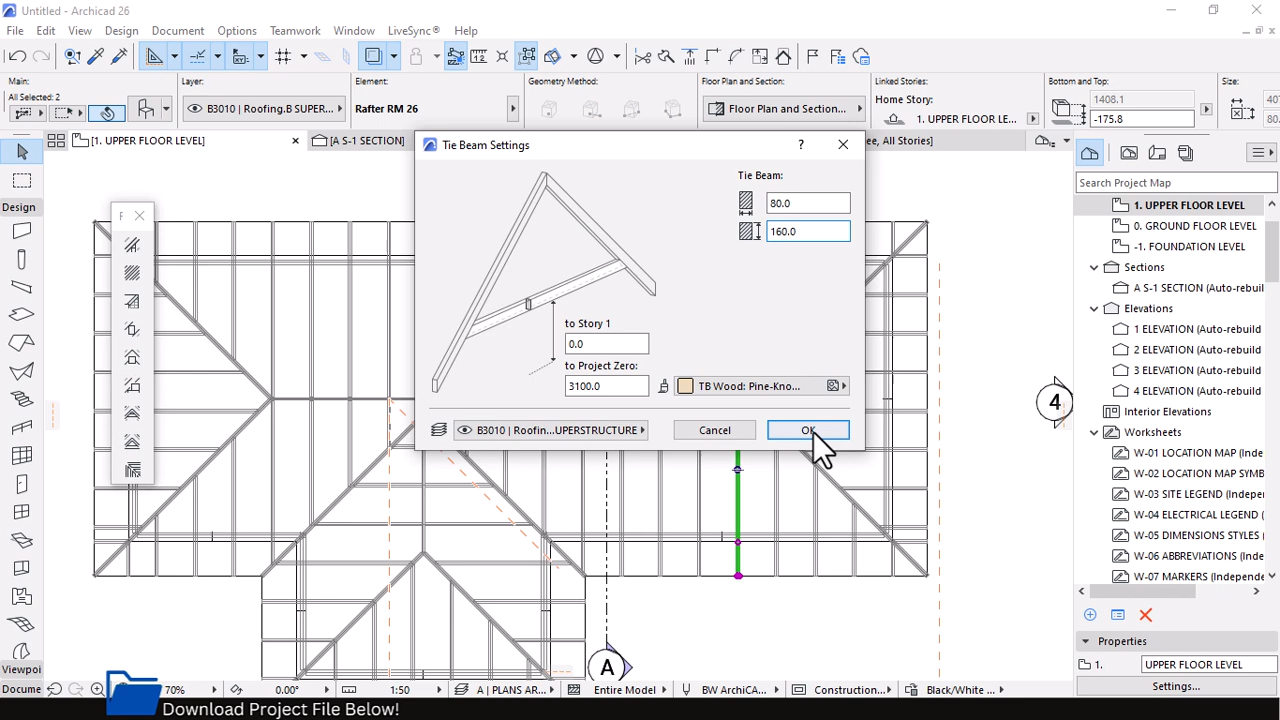 Untitled - Archicad 26
File Edit View Design Document Options Teamwork Window LiveSync® Help
Main:
All Selected: 2
Layer:
B3010 | Roofing.B SUPER...
Element:
Rafter RM 26
Geometry Method:
Floor Plan and Section:
Floor Plan and Section...
Linked Stories:
Home Story:
1. UPPER FLOOR LE...
Bottom and Top:
1408.1
-175.8
Size:
[1. UPPER FLOOR LEVEL]
[A S-1 SECTION]
ee, All Stories]
Tie Beam Settings
?
Tie Beam:
80.0
160.0
to Story 1
0.0
to Project Zero:
3100.0
TB Wood: Pine-Kno...
B3010 | Roofin...UPERSTRUCTURE
Cancel
OK
Design
Viewpoi
Docume
A
4
Search Project Map
1. UPPER FLOOR LEVEL
0. GROUND FLOOR LEVEL
-1. FOUNDATION LEVEL
Sections
A S-1 SECTION (Auto-rebuild
Elevations
1 ELEVATION (Auto-rebuild
2 ELEVATION (Auto-rebuild
3 ELEVATION (Auto-rebuild
4 ELEVATION (Auto-rebuild
Interior Elevations
Worksheets
W-01 LOCATION MAP (Indepe
W-02 LOCATION MAP SYMB
W-03 SITE LEGEND (Indepen
W-04 ELECTRICAL LEGEND (
W-05 DIMENSIONS STYLES (
W-06 ABBREVIATIONS (Indep
W-07 MARKERS (Independe
Properties
1. UPPER FLOOR LEVEL
Settings...
70% 0.00° 1:50 A | PLANS AR... Entire Model BW ArchiCA... Construction... Black/White ...
Download Project File Below!